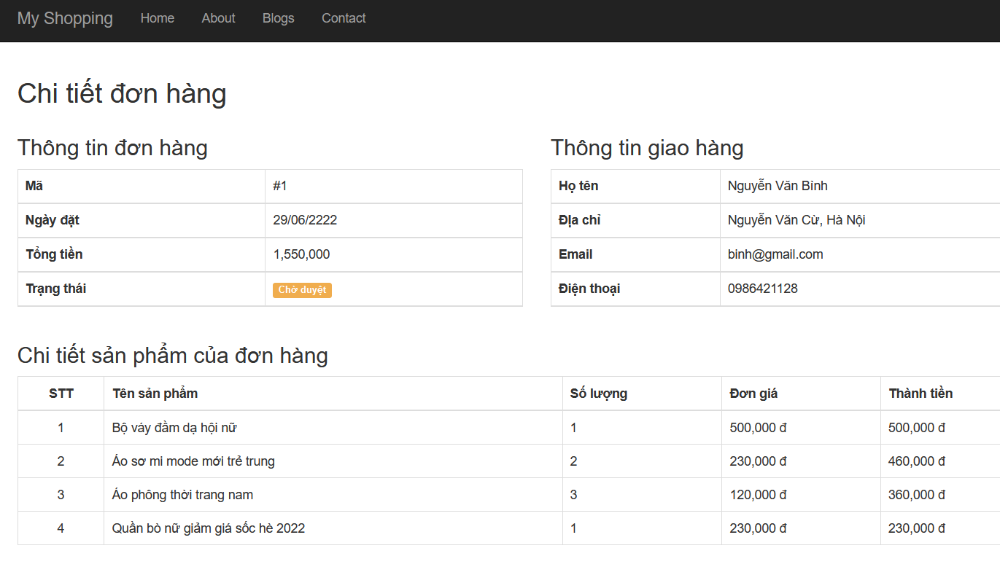 My Shopping Home About Blogs Contact
Chi tiết đơn hàng
Thông tin đơn hàng
Mã #1
Ngày đặt 29/06/2222
Tổng tiền 1,550,000
Trạng thái Chờ duyệt
Thông tin giao hàng
Họ tên Nguyễn Văn Bình
Địa chỉ Nguyễn Văn Cừ, Hà Nội
Email binh@gmail.com
Điện thoại 0986421128
Chi tiết sản phẩm của đơn hàng
STT Tên sản phẩm Số lượng Đơn giá Thành tiền
1 Bộ váy đầm dạ hội nữ 1 500,000 đ 500,000 đ
2 Áo sơ mi mode mới trẻ trung 2 230,000 đ 460,000 đ
3 Áo phông thời trang nam 3 120,000 đ 360,000 đ
4 Quần bò nữ giảm giá sốc hè 2022 1 230,000 đ 230,000 đ